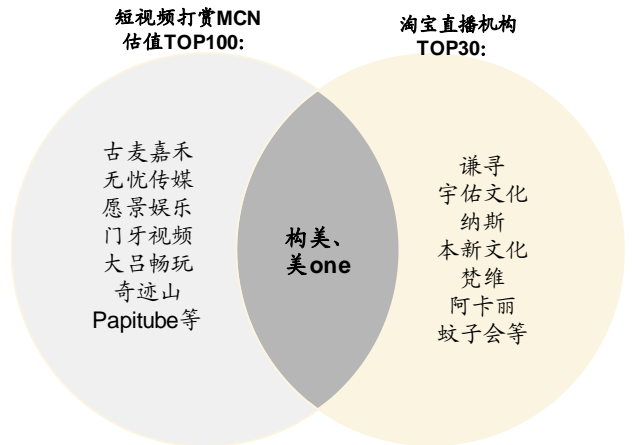 短视频打赏MCN
估值TOP100:
淘宝直播机构
TOP30:
古麦嘉禾
无忧传媒
愿景娱乐
门牙视频
大吕畅玩
奇迹山
Papitube等
构美、
美one
谦寻
宇佑文化
纳斯
本新文化
梵维
阿卡丽
蚊子会等